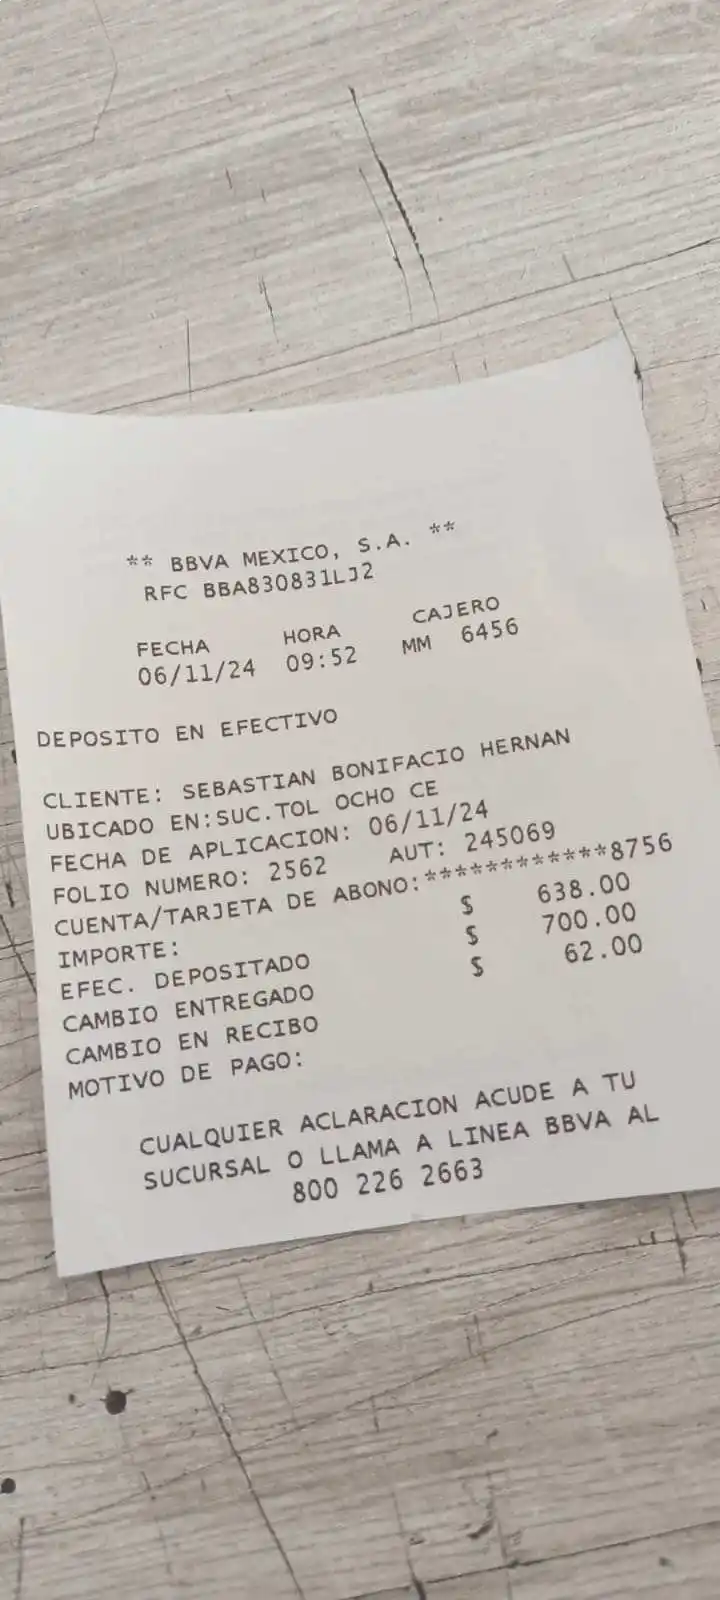 ** BBVA MEXICO, S.A. **
RFC BBA830831LJ2
FECHA HORA CAJERO
06/11/24 09:52 MM 6456
DEPOSITO EN EFECTIVO
CLIENTE: SEBASTIAN BONIFACIO HERNAN
UBICADO EN:SUC.TOL OCHO CE
FECHA DE APLICACION: 06/11/24
FOLIO NUMERO: 2562 AUT: 245069
CUENTA/TARJETA DE ABONO:************8756
IMPORTE: $ 638.00
EFEC. DEPOSITADO $ 700.00
CAMBIO ENTREGADO $ 62.00
CAMBIO EN RECIBO
MOTIVO DE PAGO:
CUALQUIER ACLARACION ACUDE A TU
SUCURSAL O LLAMA A LINEA BBVA AL
800 226 2663